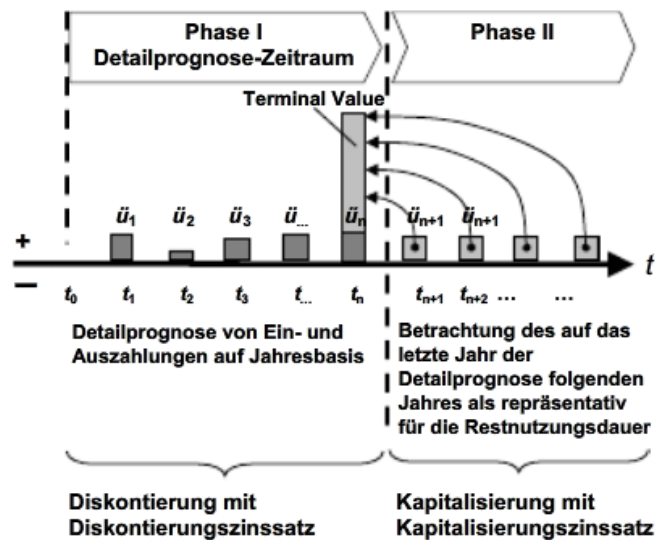 Phase I
Detailprognose-Zeitraum
Phase II
Terminal Value
ü1 ü2 ü3 ü... ün ün+1 ün+1
+
−
t
t0 t1 t2 t3 t... tn tn+1 tn+2 ... ...
Detailprognose von Ein- und
Auszahlungen auf Jahresbasis
Betrachtung des auf das
letzte Jahr der
Detailprognose folgenden
Jahres als repräsentativ
für die Restnutzungsdauer
Diskontierung mit
Diskontierungszinssatz
Kapitalisierung mit
Kapitalisierungszinssatz